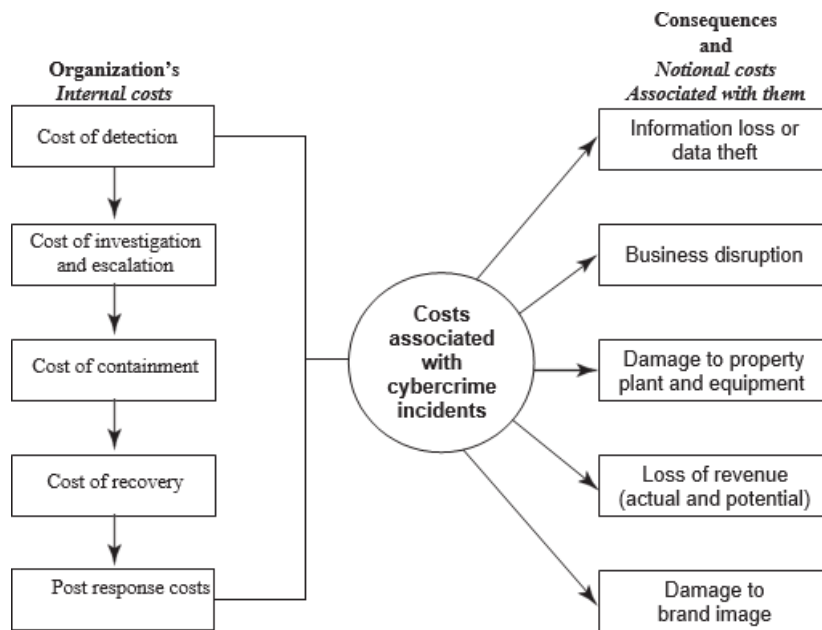 Organization's
Internal costs
Cost of detection
Cost of investigation
and escalation
Cost of containment
Cost of recovery
Post response costs
Costs
associated
with
cybercrime
incidents
Consequences
and
Notional costs
Associated with them
Information loss or
data theft
Business disruption
Damage to property
plant and equipment
Loss of revenue
(actual and potential)
Damage to
brand image